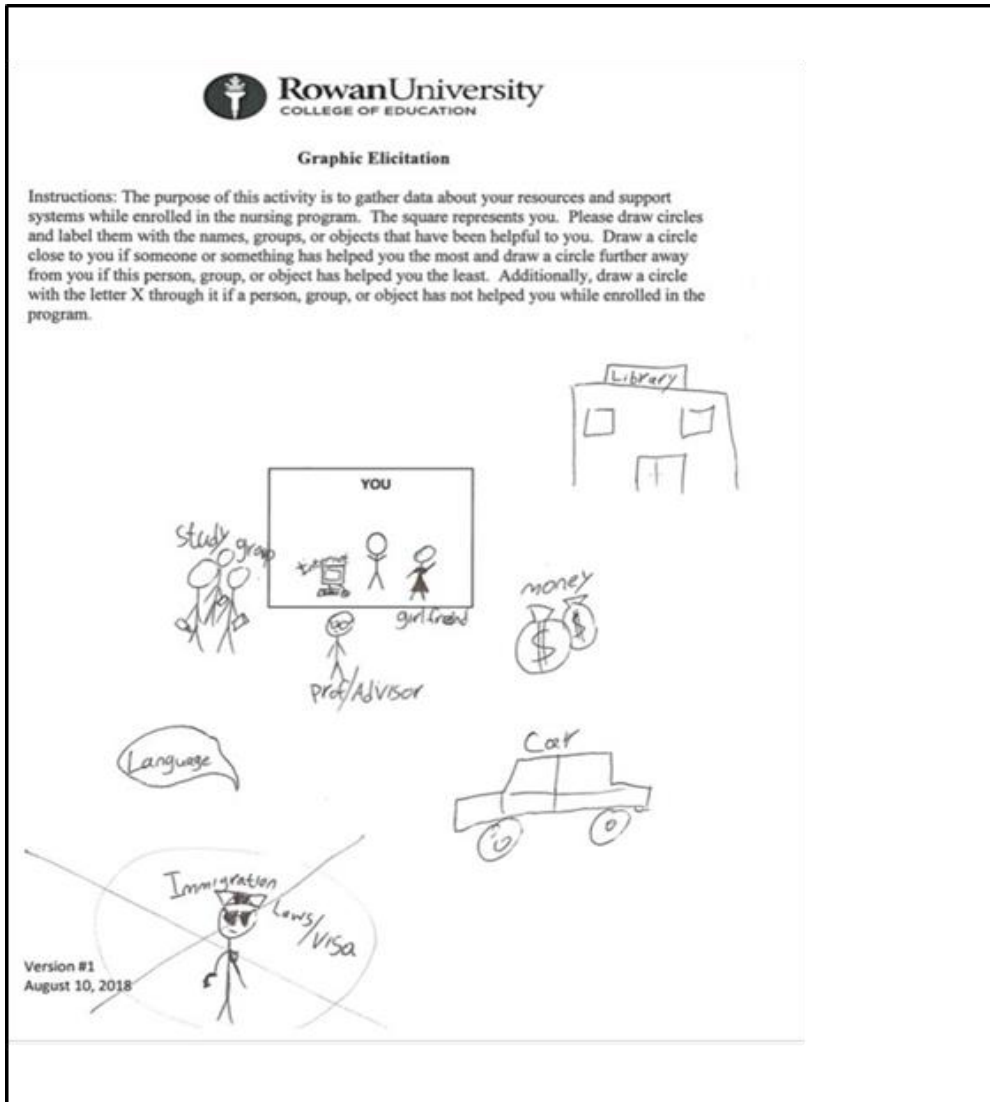 RowanUniversity
COLLEGE OF EDUCATION
Graphic Elicitation
Instructions: The purpose of this activity is to gather data about your resources and support
systems while enrolled in the nursing program. The square represents you. Please draw circles
and label them with the names, groups, or objects that have been helpful to you. Draw a circle
close to you if someone or something has helped you the most and draw a circle further away
from you if this person, group, or object has helped you the least. Additionally, draw a circle
with the letter X through it if a person, group, or object has not helped you while enrolled in the
program.
Library
YOU
Study group
girlfreind
money
$
$
Prof/Advisor
Car
Language
Immigration
Laws/
Visa
Version #1
August 10, 2018